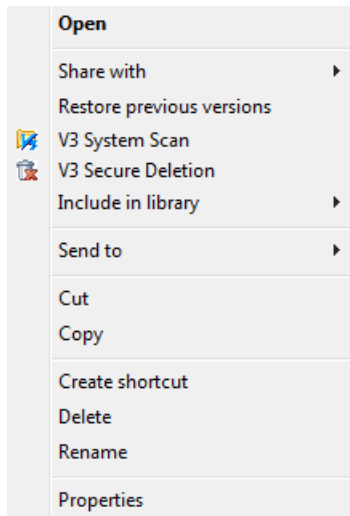 Open
Share with
Restore previous versions
V3 System Scan
V3 Secure Deletion
Include in library
Send to
Cut
Copy
Create shortcut
Delete
Rename
Properties